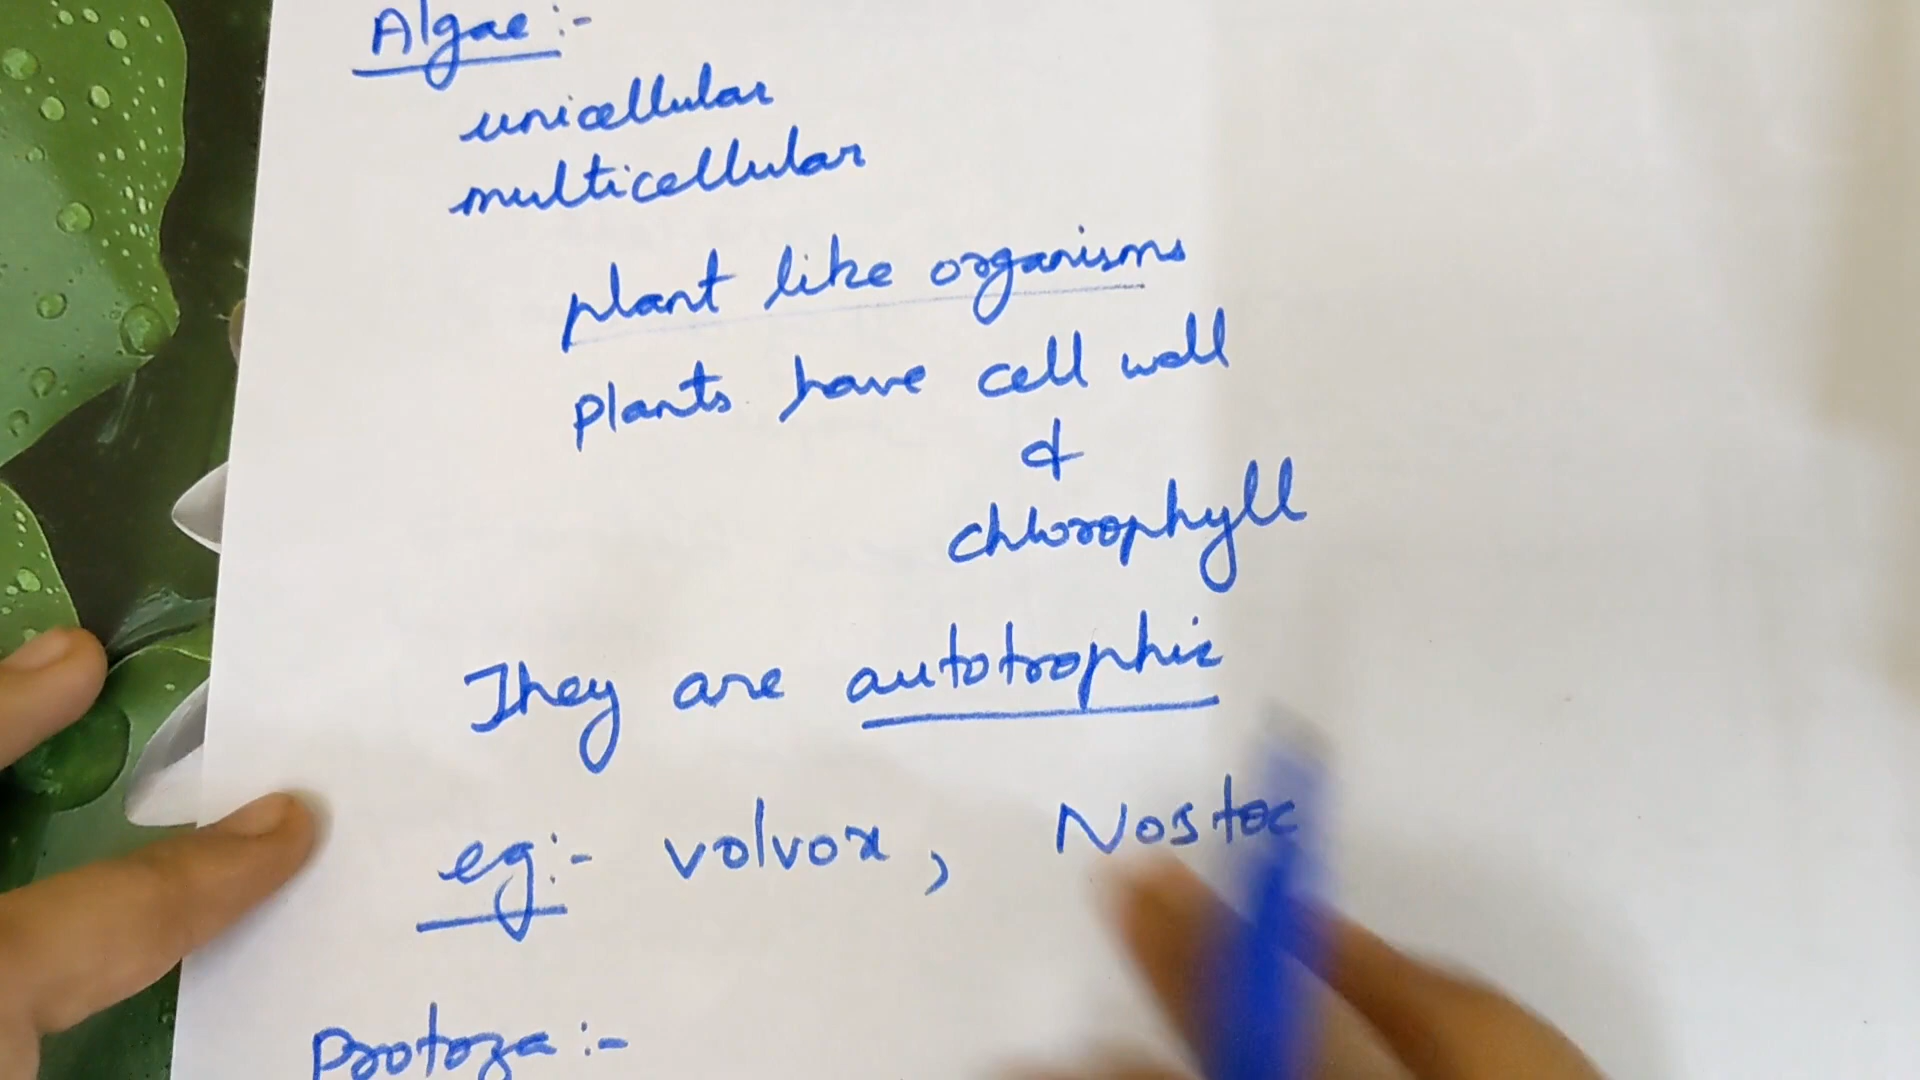 Algae :-
unicellular
multicellular
plant like organisms
plants have cell wall
&
chlorophyll
They are autotrophic
eg:- volvox, Nostoc
Protoza :-